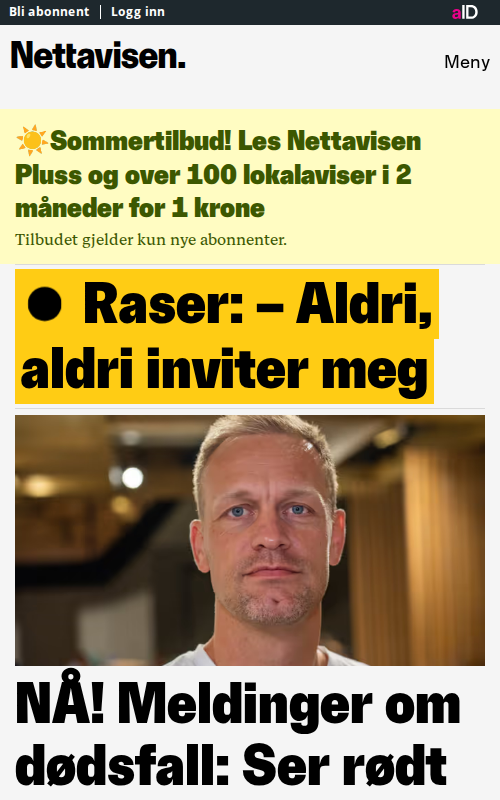 Bli abonnent | Logg inn
aID
Nettavisen.
Meny
☀️Sommertilbud! Les Nettavisen
Pluss og over 100 lokalaviser i 2
måneder for 1 krone
Tilbudet gjelder kun nye abonnenter.
● Raser: – Aldri,
aldri inviter meg
NÅ! Meldinger om
dødsfall: Ser rødt